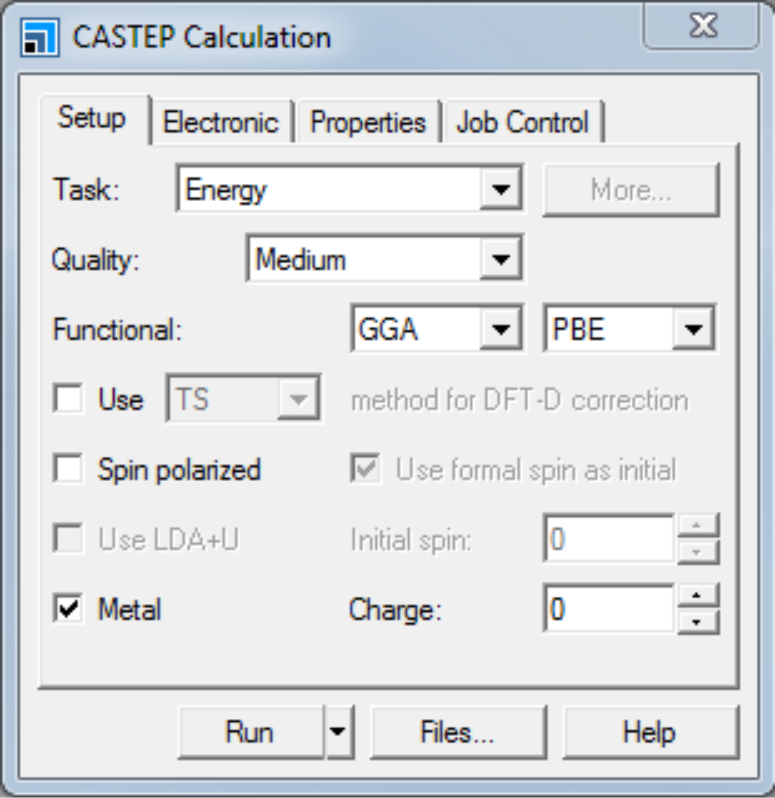 CASTEP Calculation
Setup Electronic Properties Job Control
Task: Energy More...
Quality: Medium
Functional: GGA PBE
Use TS method for DFT-D correction
Spin polarized Use formal spin as initial
Use LDA+U Initial spin: 0
Metal Charge: 0
Run Files... Help